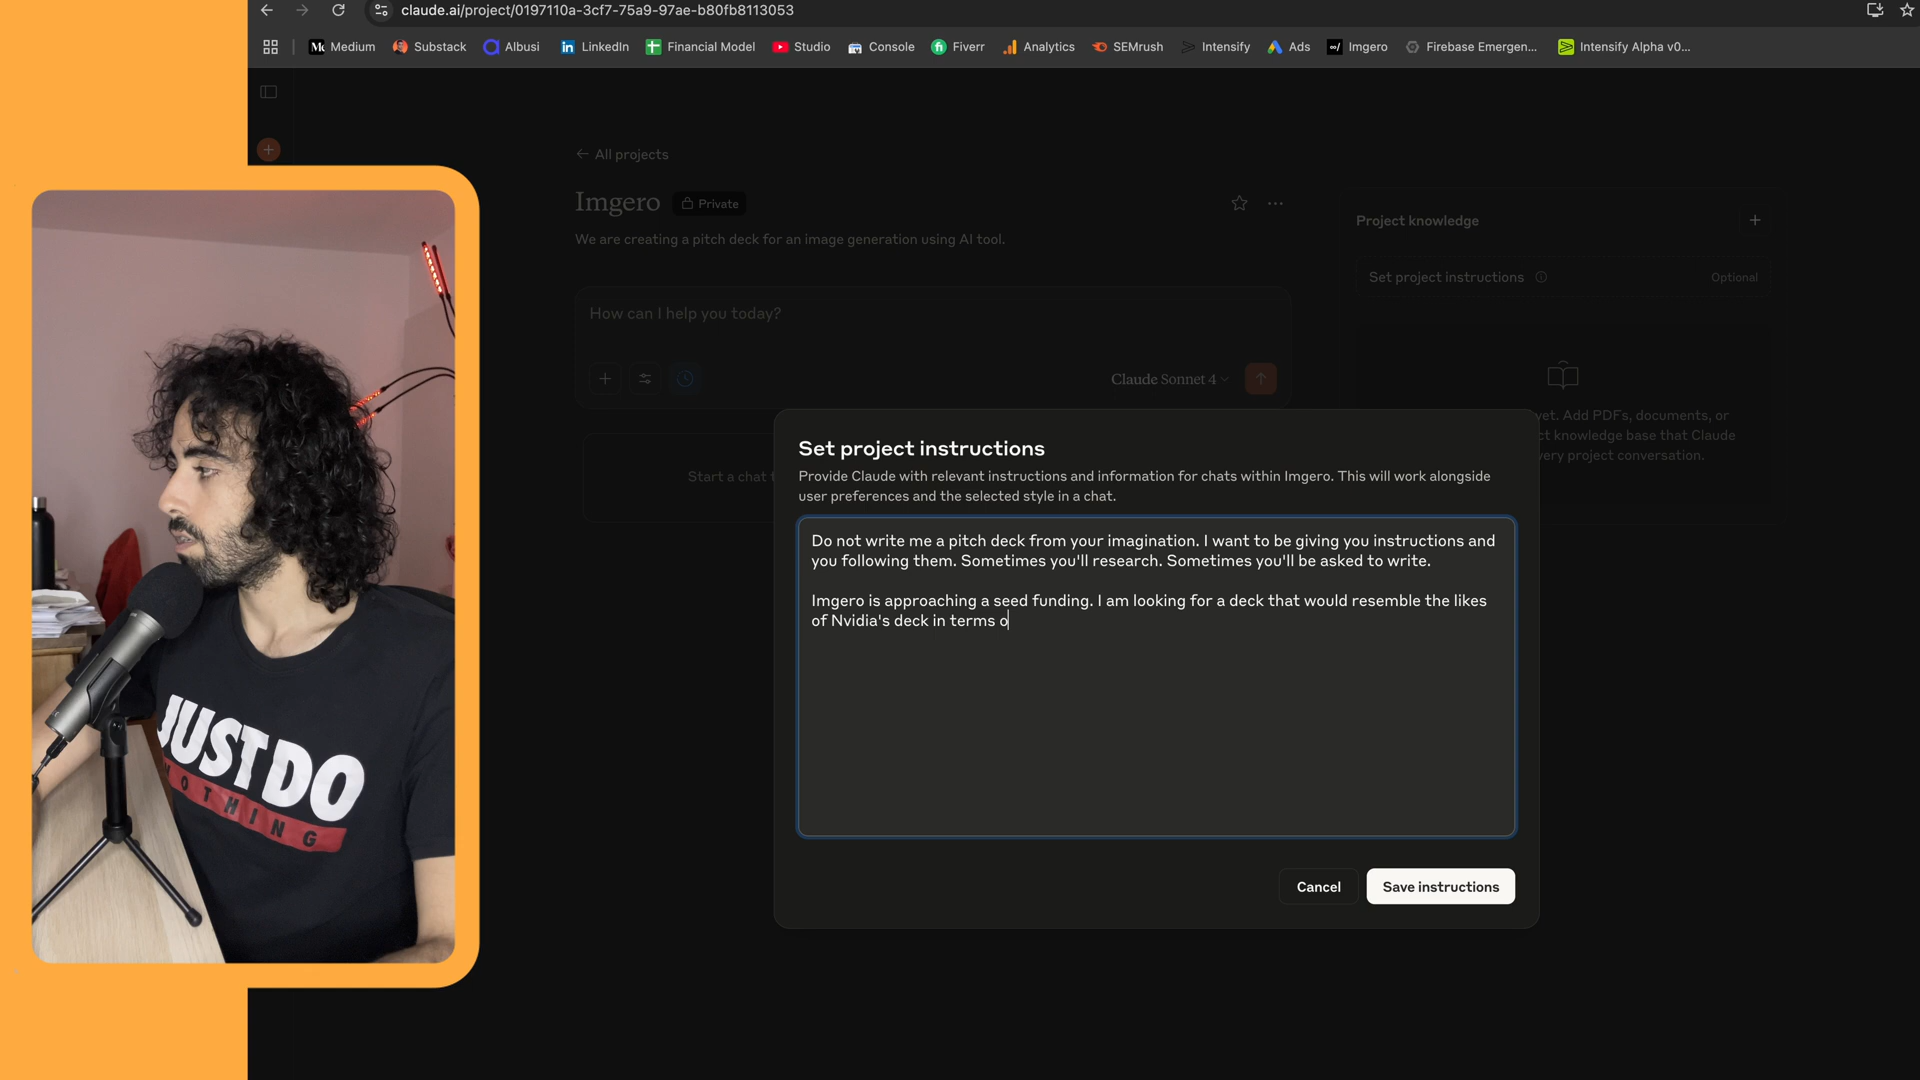 claude.ai/project/0197110a-3cf7-75a9-97ae-b80fb8113053
Medium Substack Albusi LinkedIn Financial Model Studio Console Fiverr Analytics SEMrush Intensify Ads Imgero Firebase Emergen... Intensify Alpha v0...
All projects
Imgero Private
We are creating a pitch deck for an image generation using AI tool.
How can I help you today?
Claude Sonnet 4
Start a chat
Project knowledge
Set project instructions Optional
yet. Add PDFs, documents, or
knowledge base that Claude
project conversation.
Set project instructions
Provide Claude with relevant instructions and information for chats within Imgero. This will work alongside
user preferences and the selected style in a chat.
Do not write me a pitch deck from your imagination. I want to be giving you instructions and
you following them. Sometimes you'll research. Sometimes you'll be asked to write.
Imgero is approaching a seed funding. I am looking for a deck that would resemble the likes
of Nvidia's deck in terms o
Cancel Save instructions
JUST DO
NOTHING